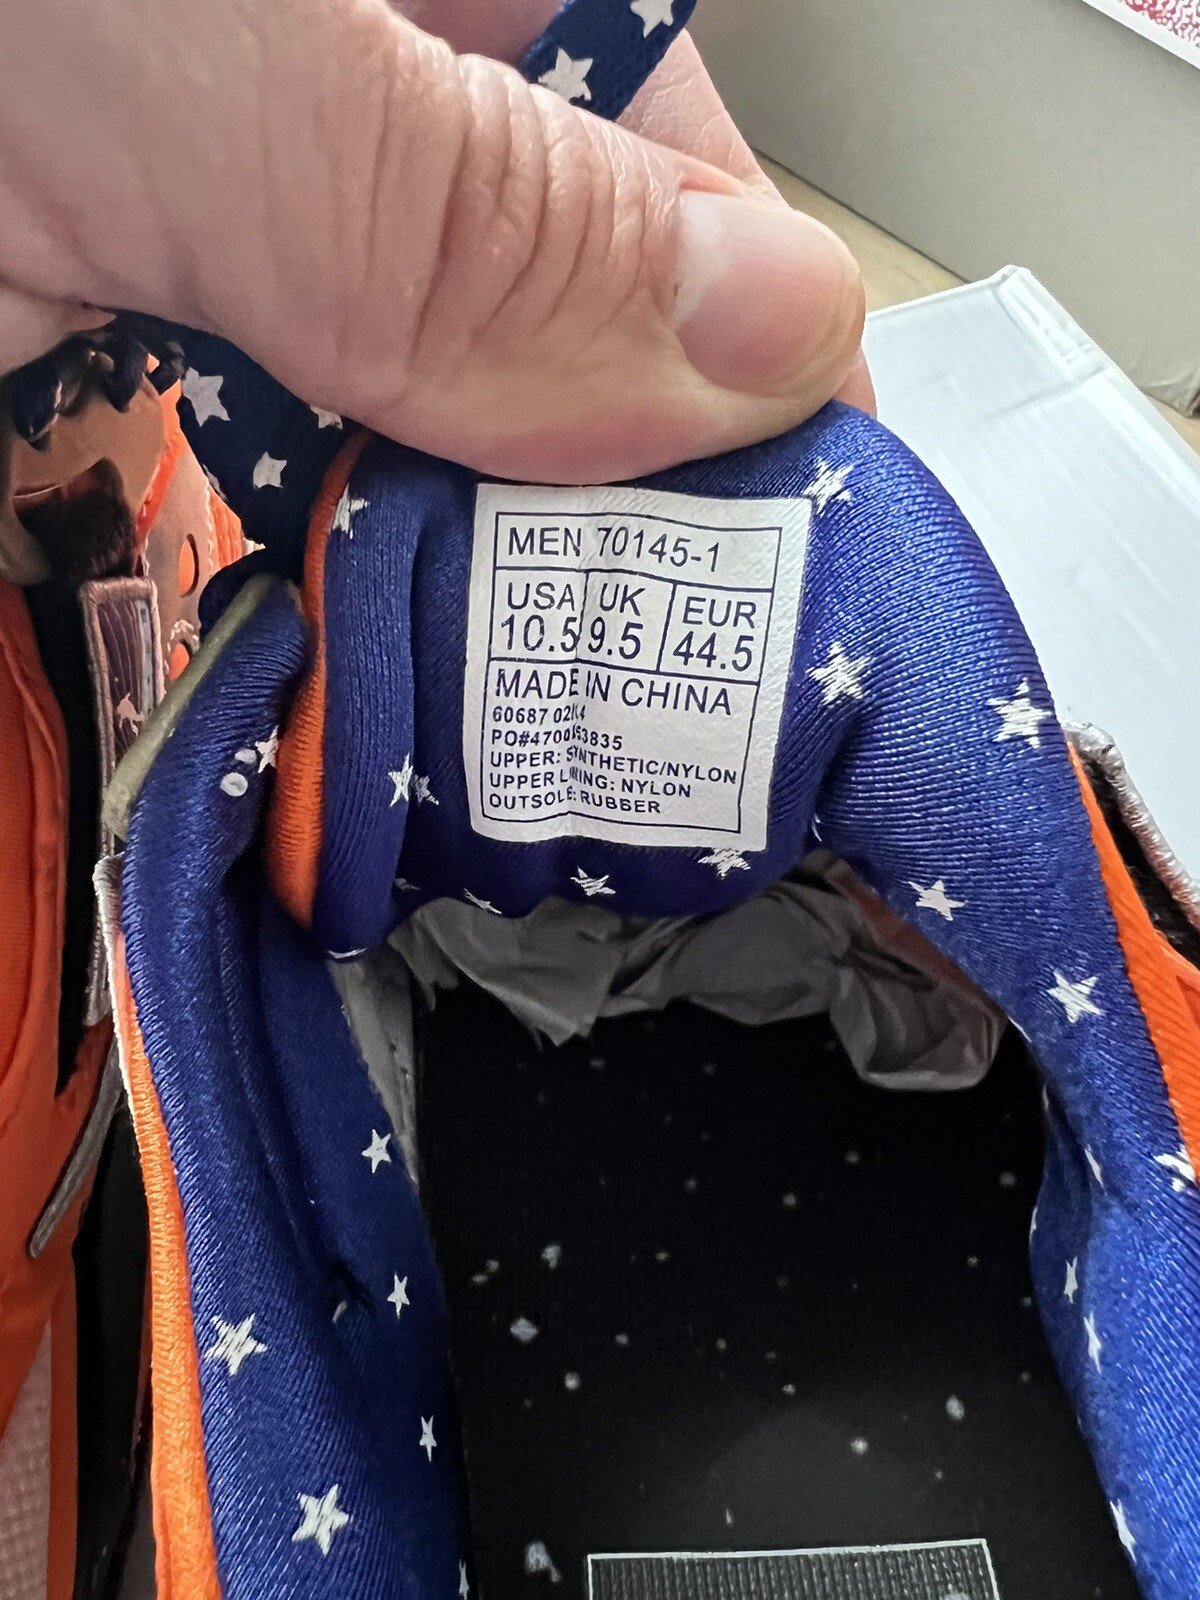 MEN 70145-1
USA UK EUR
10.5 9.5 44.5
MADE IN CHINA
60687
UPPER: SYNTHETIC/NYLON
UPPER LINING: NYLON
OUTSOLE: RUBBER